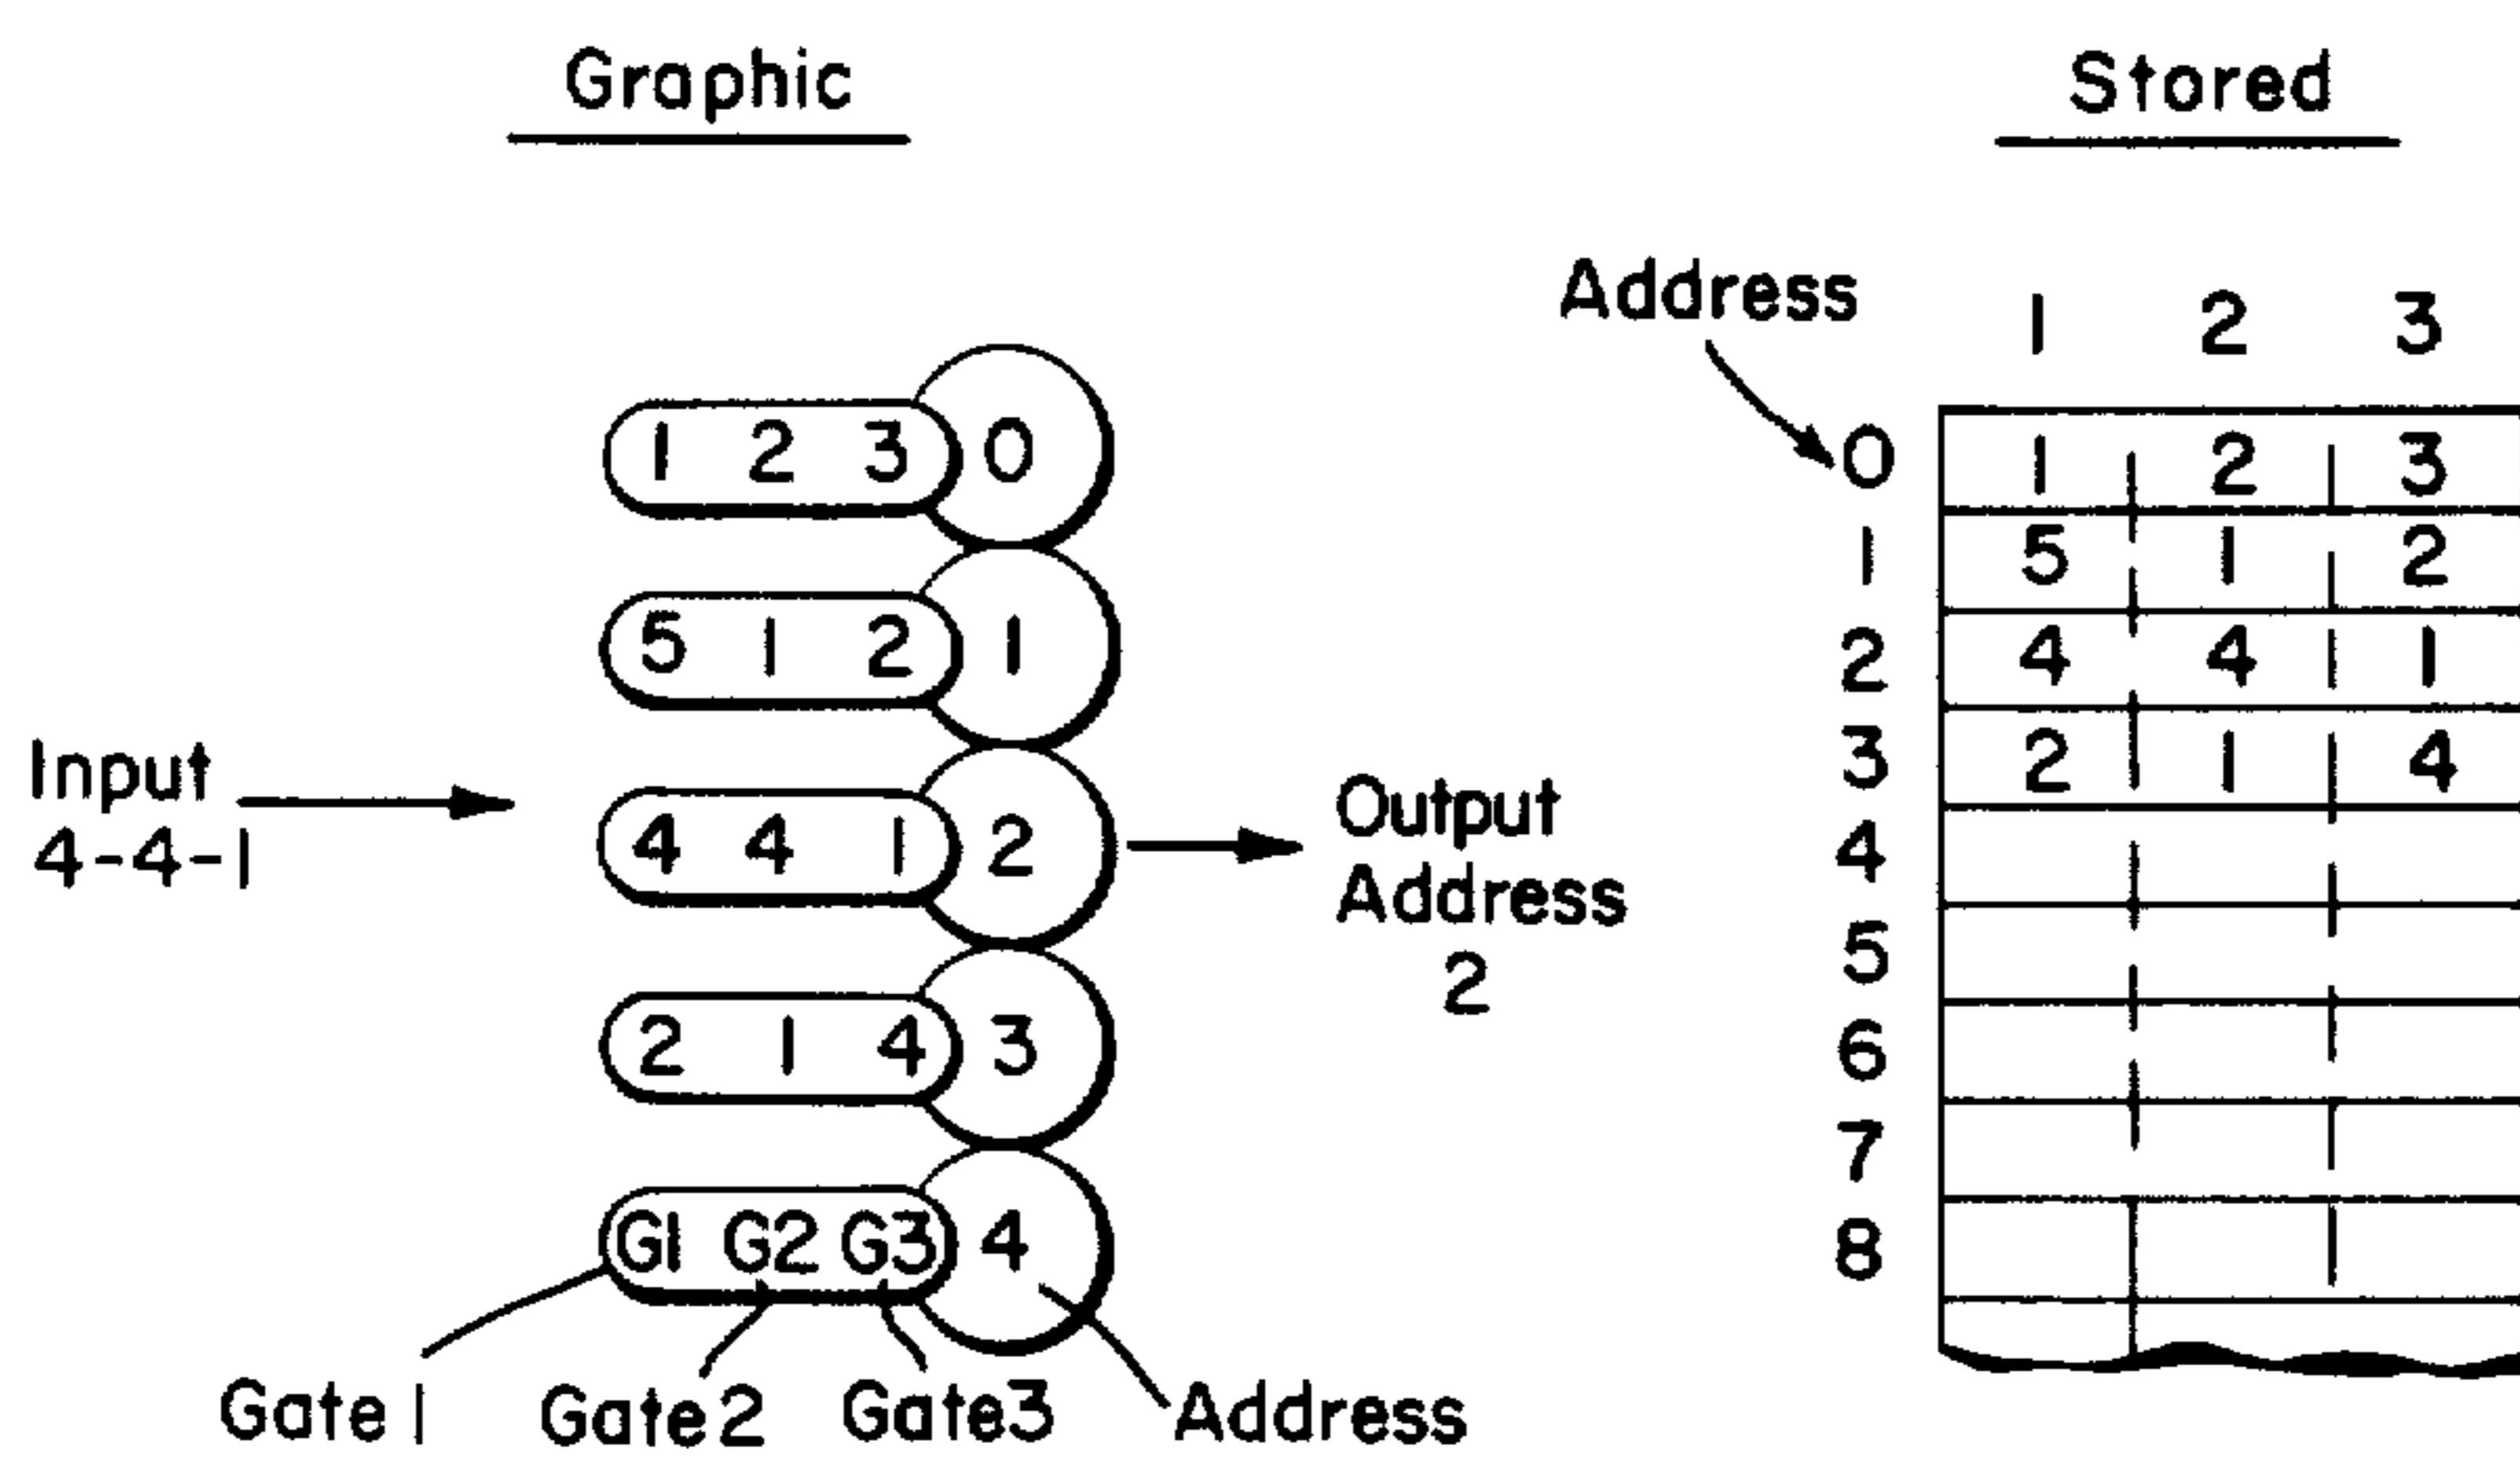 Graphic
1 2 3 0
5 1 2 1
Input
4-4-1
4 4 1 2
Output
Address
2
2 1 4 3
G1 G2 G3 4
Gate 1 Gate 2 Gate 3 Address
Stored
Address
1 2 3
0 1 2 3
1 5 1 2
2 4 4 1
3 2 1 4
4
5
6
7
8